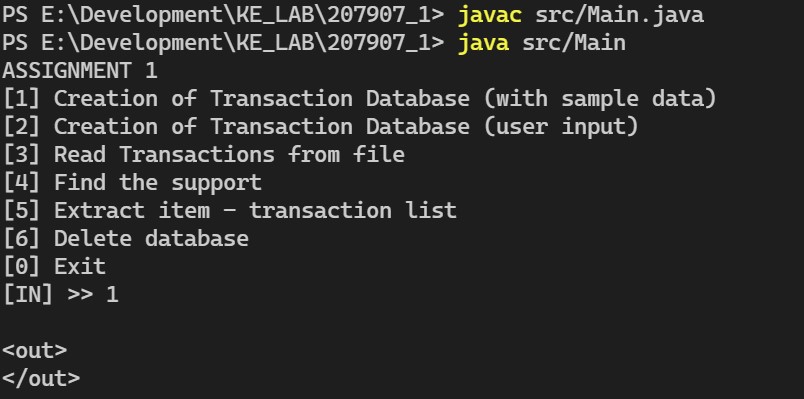 PS E:\Development\KE_LAB\207907_1> javac src/Main.java
PS E:\Development\KE_LAB\207907_1> java src/Main
ASSIGNMENT 1
[1] Creation of Transaction Database (with sample data)
[2] Creation of Transaction Database (user input)
[3] Read Transactions from file
[4] Find the support
[5] Extract item - transaction list
[6] Delete database
[0] Exit
[IN] >> 1
<out>
</out>